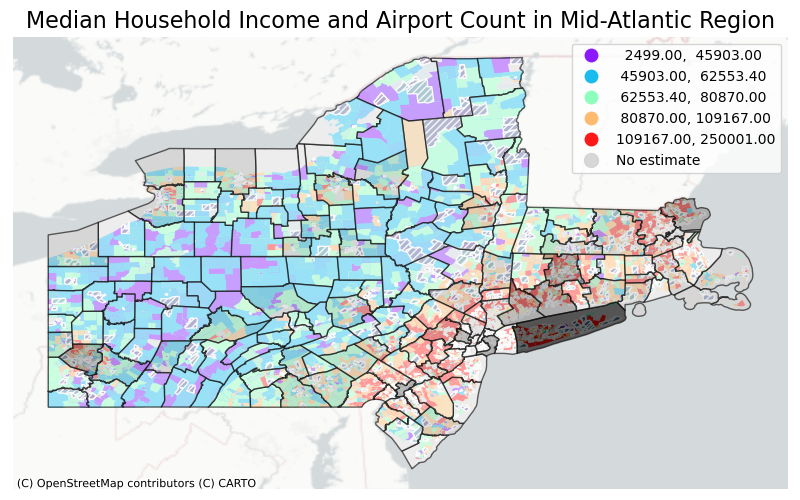 Median Household Income and Airport Count in Mid-Atlantic Region
2499.00, 45903.00
45903.00, 62553.40
62553.40, 80870.00
80870.00, 109167.00
109167.00, 250001.00
No estimate
(C) OpenStreetMap contributors (C) CARTO